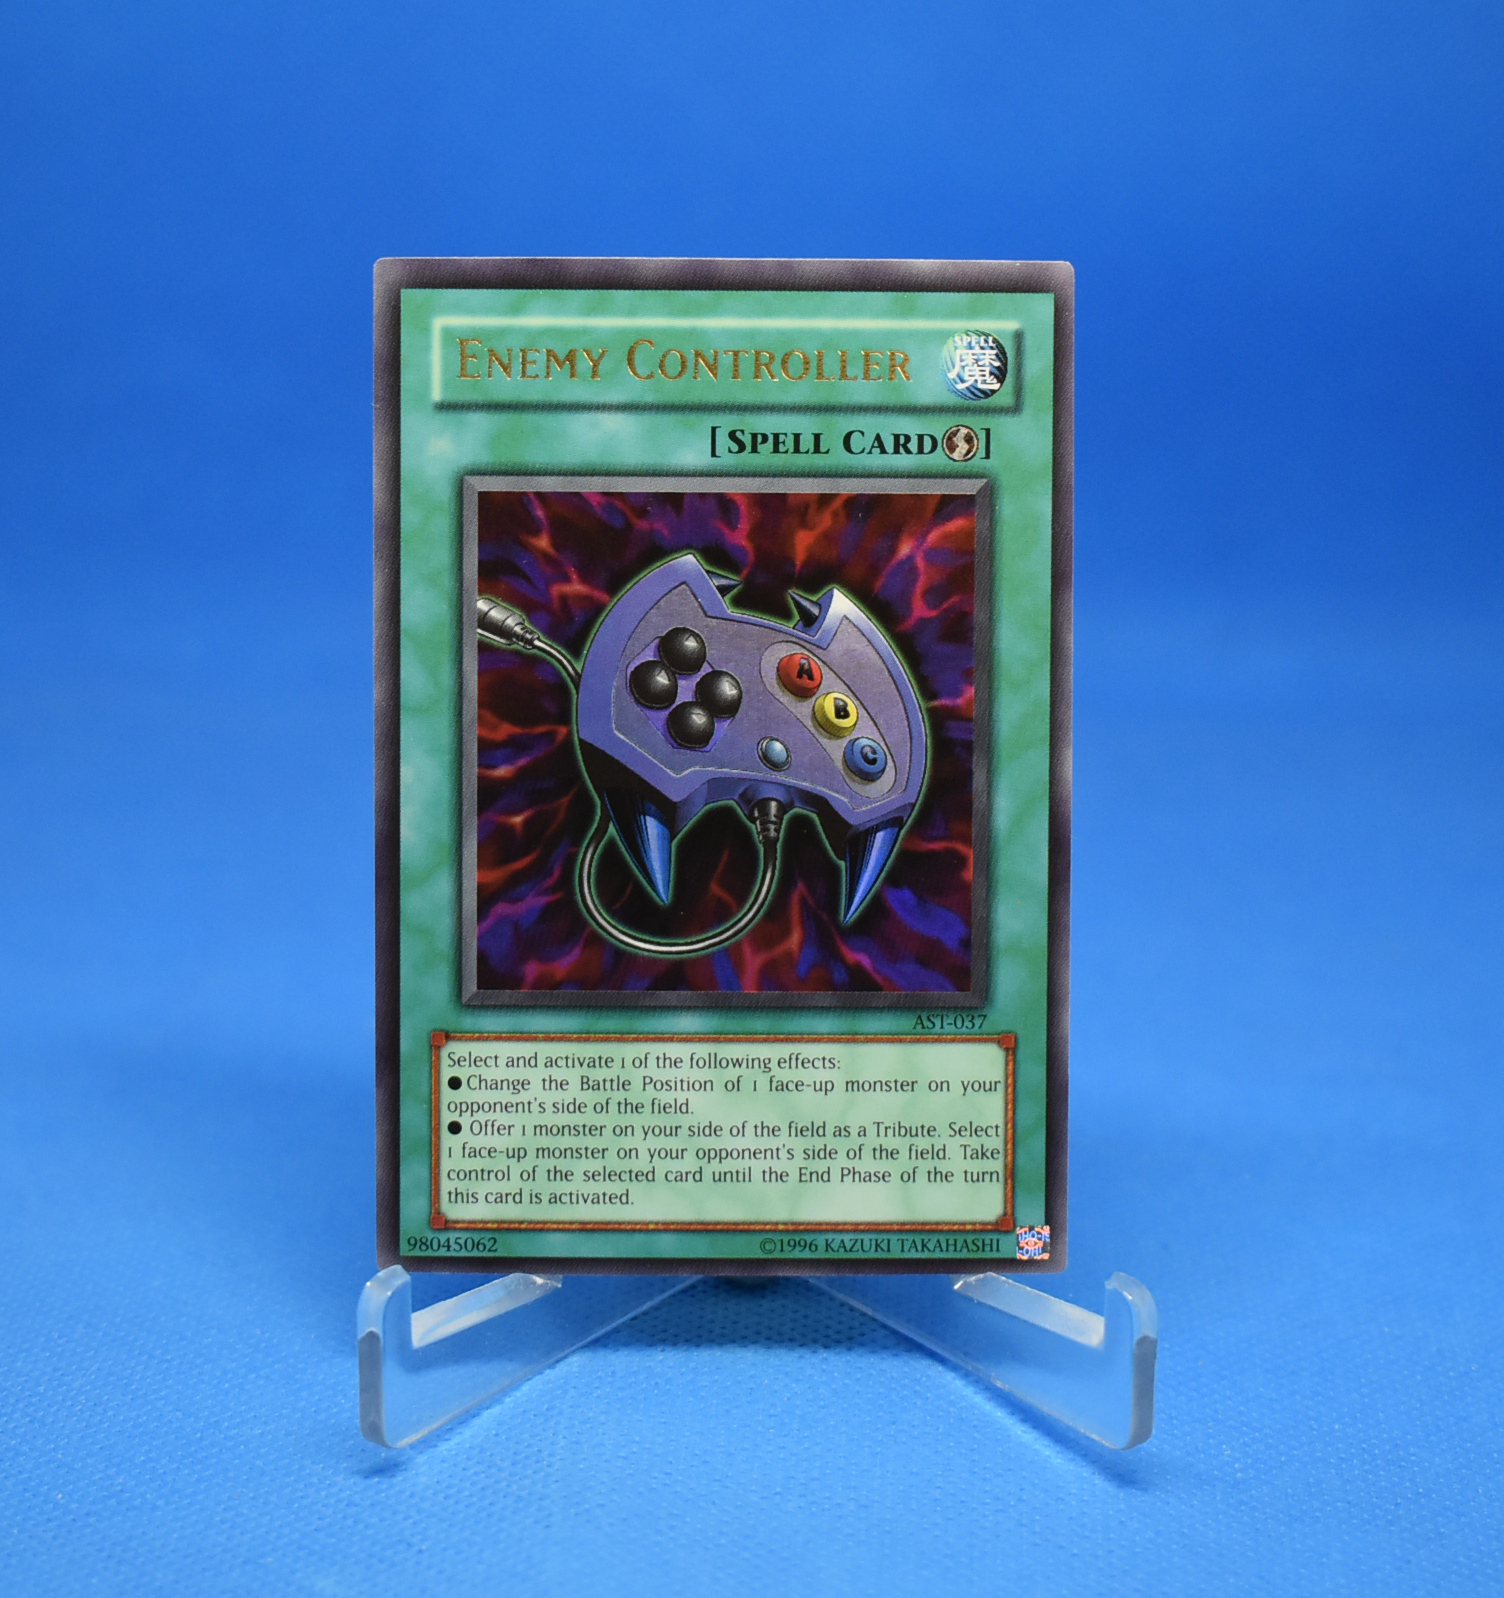 ENEMY CONTROLLER
SPELL
魔
[SPELL CARD]
A
B
C
AST-037
Select and activate 1 of the following effects:
● Change the Battle Position of 1 face-up monster on your
opponent's side of the field.
● Offer 1 monster on your side of the field as a Tribute. Select
1 face-up monster on your opponent's side of the field. Take
control of the selected card until the End Phase of the turn
this card is activated.
98045062
©1996 KAZUKI TAKAHASHI